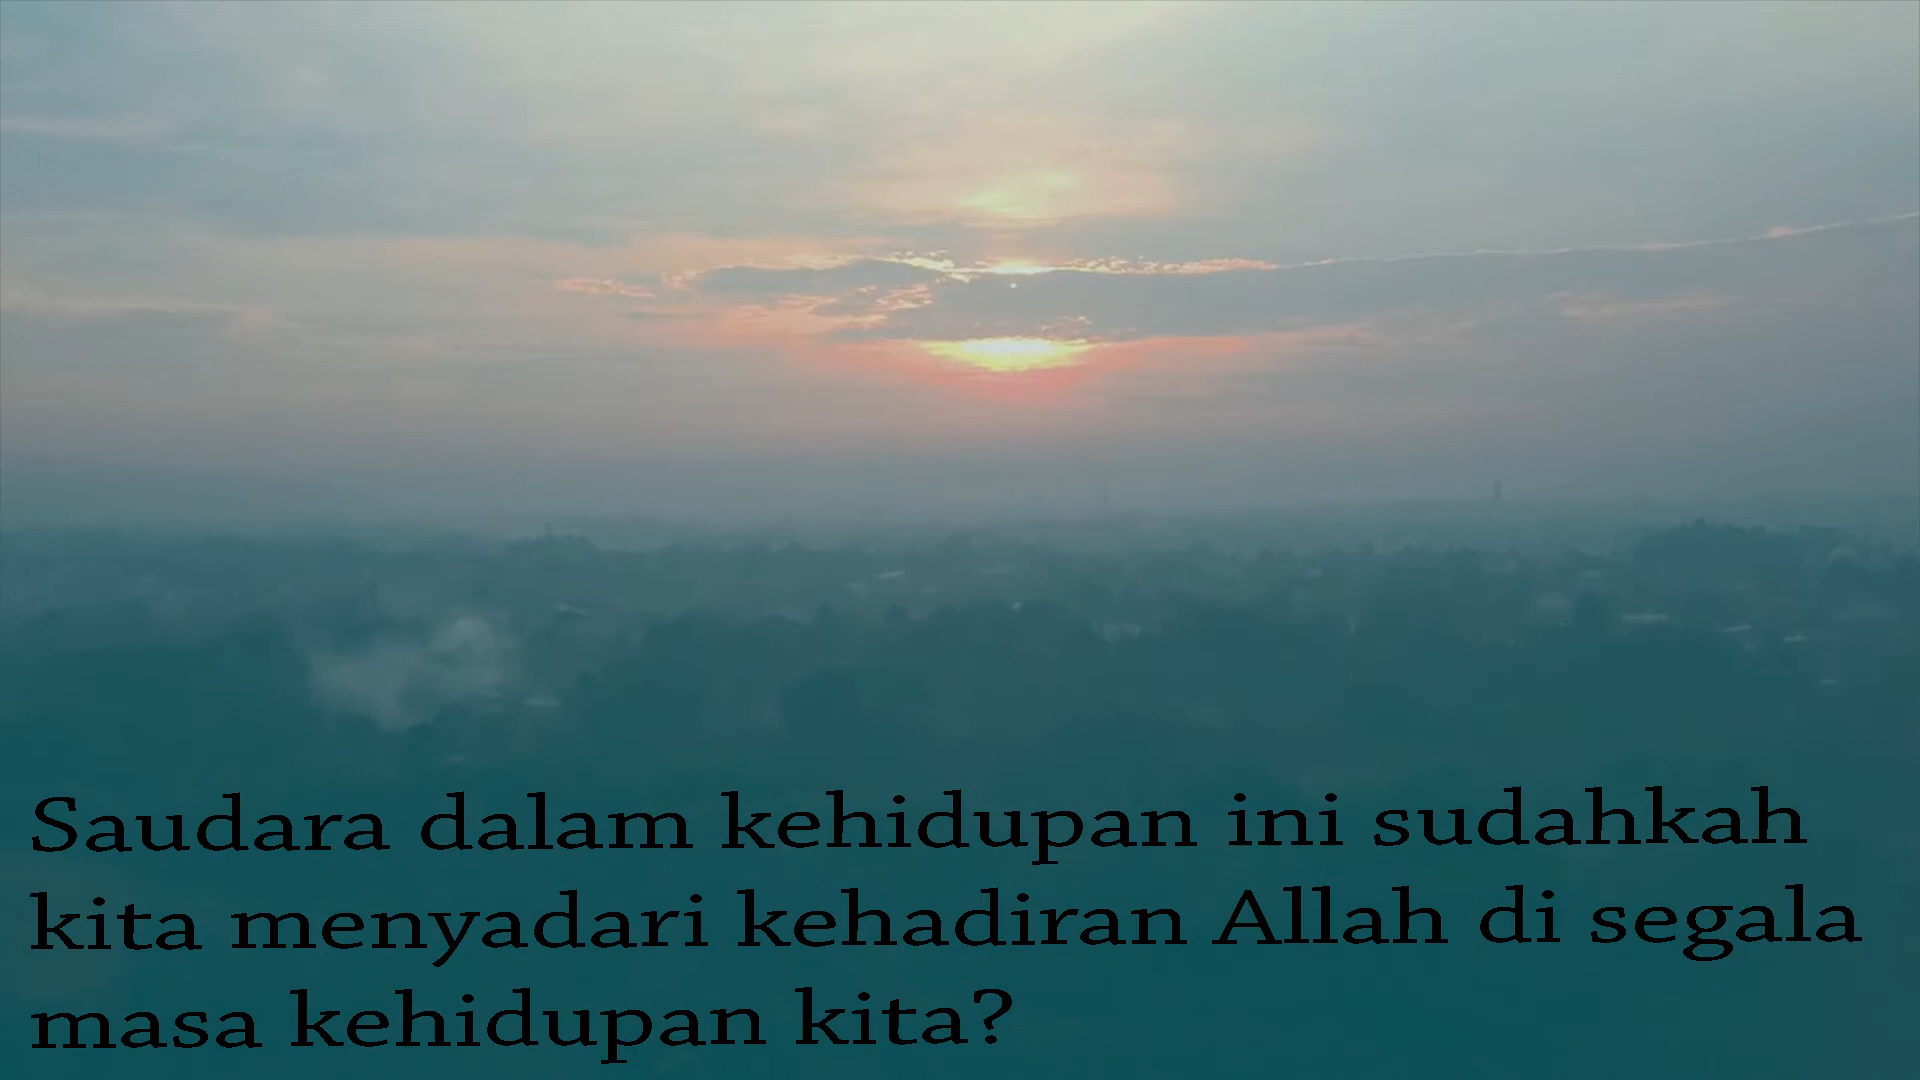 Saudara dalam kehidupan ini sudahkah
kita menyadari kehadiran Allah di segala
masa kehidupan kita?